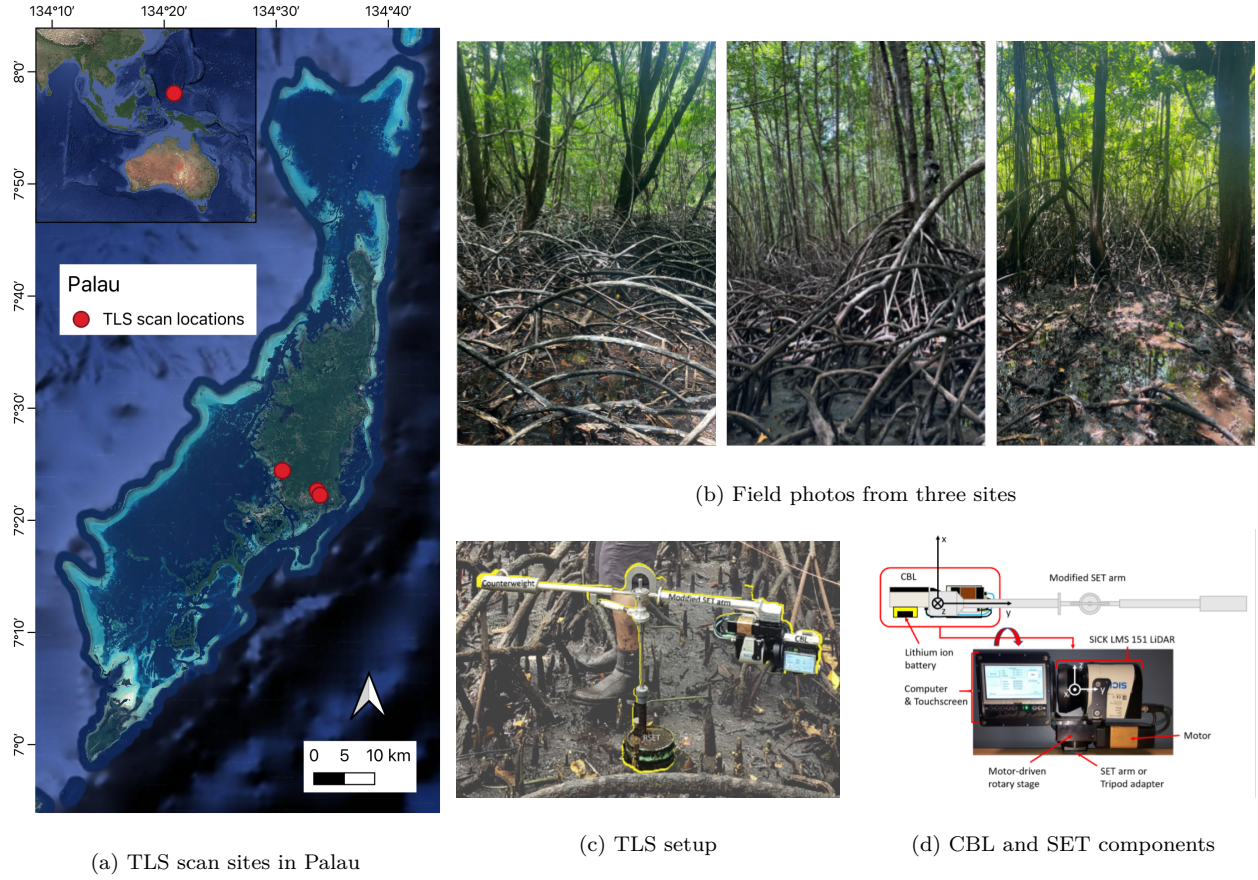 134°10'
134°20'
134°30'
134°40'
8°0'
7°50'
7°40'
7°30'
7°20'
7°10'
7°0'
Palau
TLS scan locations
0 5 10 km
(a) TLS scan sites in Palau
(b) Field photos from three sites
Counterweight
Modified SET arm
CBL
RSET
(c) TLS setup
x
CBL
Modified SET arm
z
y
Lithium ion
battery
SICK LMS 151 LiDAR
Computer
& Touchscreen
z
x
y
SICK
Motor
Motor-driven
rotary stage
SET arm or
Tripod adapter
(d) CBL and SET components